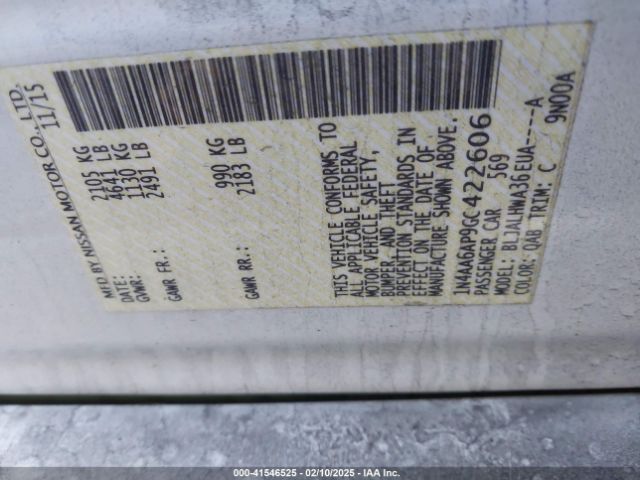 MFD BY NISSAN MOTOR CO., LTD.
DATE: 11/15
GVWR: 2105 KG
4641 LB
GAWR FR.: 1130 KG
2491 LB
GAWR RR.: 990 KG
2183 LB
THIS VEHICLE CONFORMS TO
ALL APPLICABLE FEDERAL
MOTOR VEHICLE SAFETY,
BUMPER, AND THEFT
PREVENTION STANDARDS IN
EFFECT ON THE DATE OF
MANUFACTURE SHOWN ABOVE.
1N4AA6AP9GC422606
PASSENGER CAR 569
MODEL: BLJALHWA36EUA----A
COLOR: QAB TRIM: C 9N00A
000-41546525 - 02/10/2025 - IAA Inc.